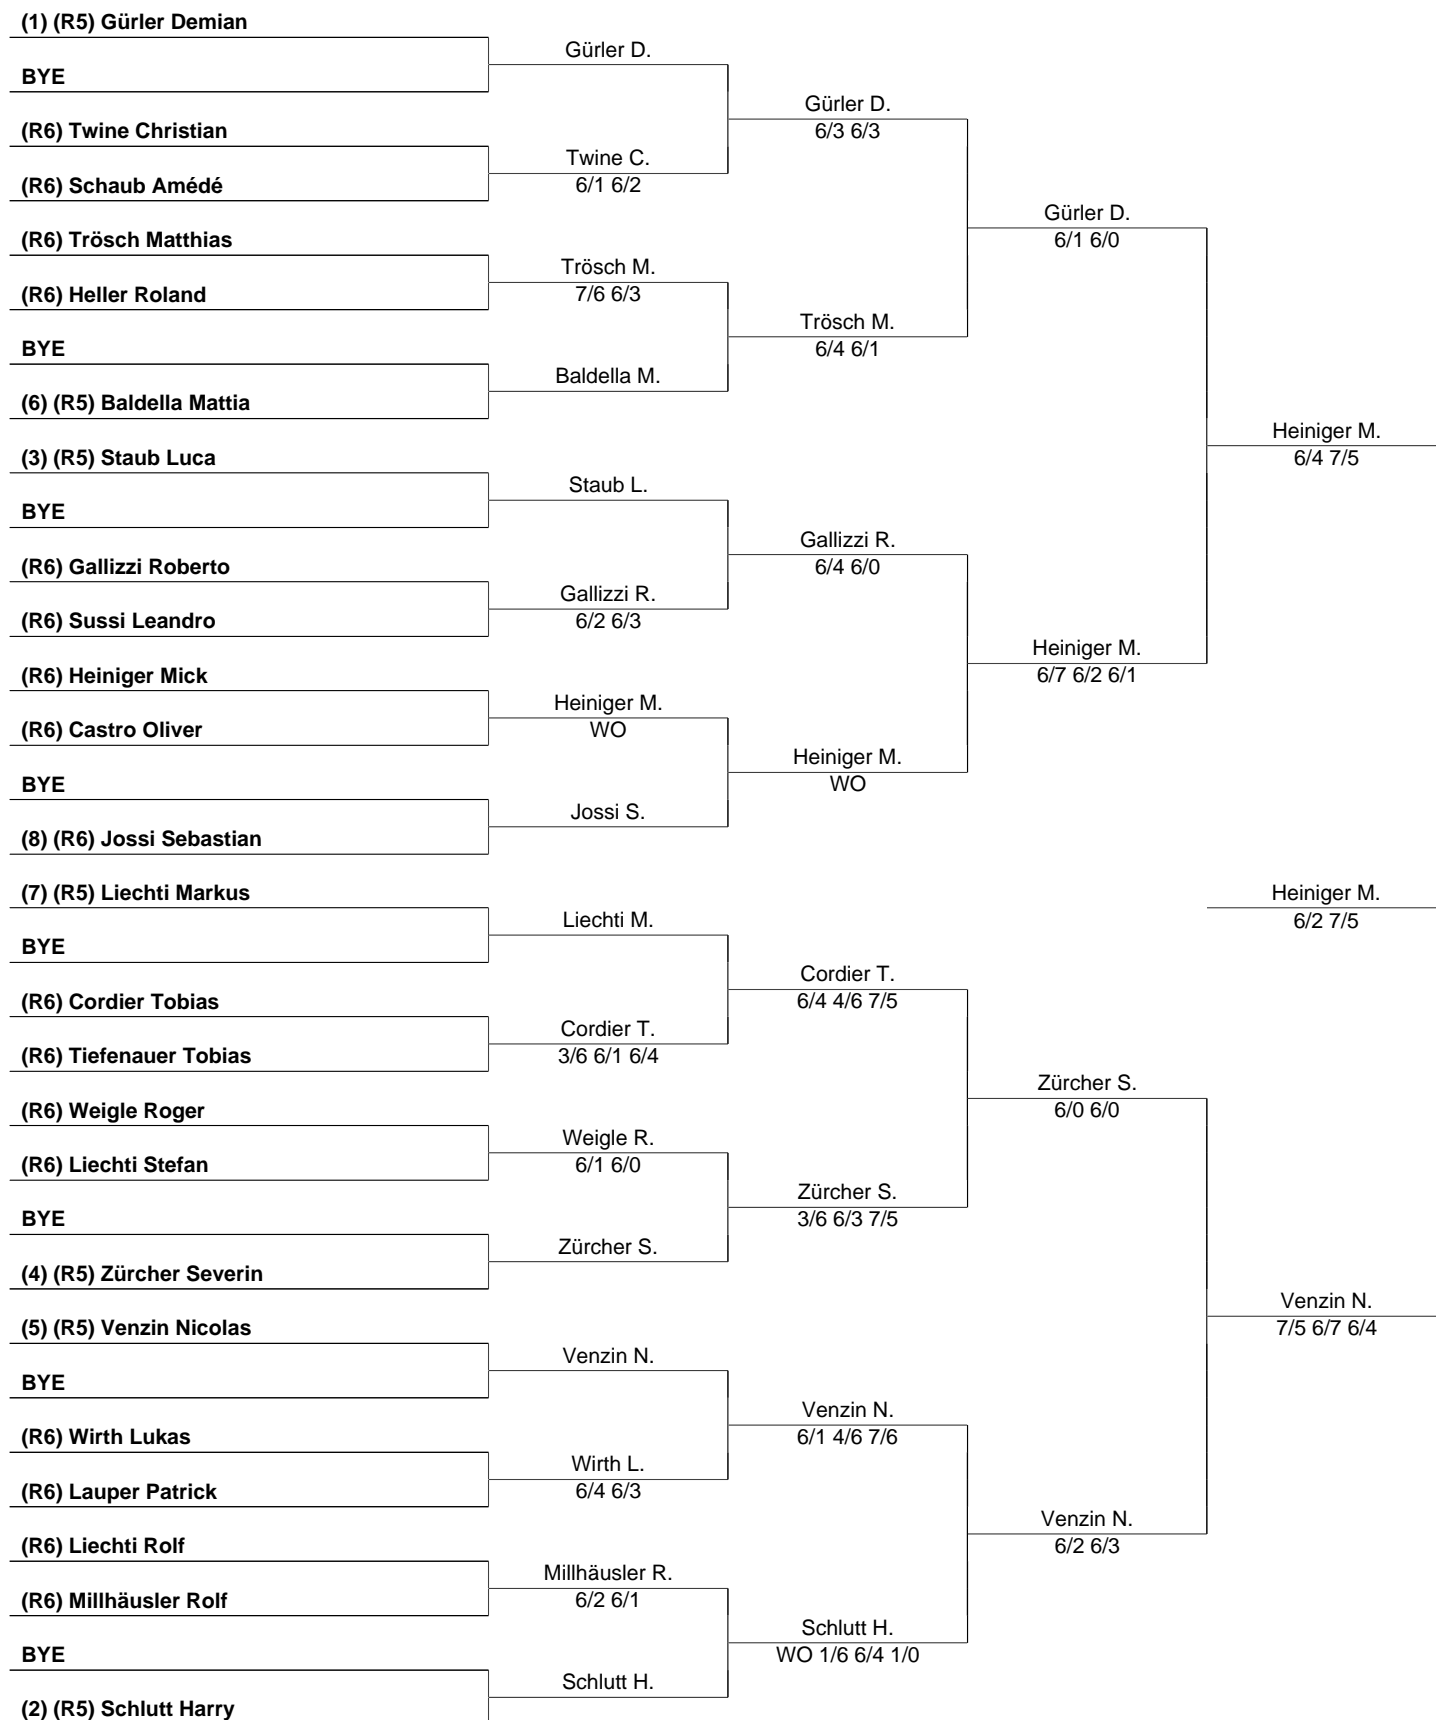 (1) (R5) Gürler Demian
BYE
(R6) Twine Christian
(R6) Schaub Amédé
(R6) Trösch Matthias
(R6) Heller Roland
BYE
(6) (R5) Baldella Mattia
(3) (R5) Staub Luca
BYE
(R6) Gallizzi Roberto
(R6) Sussi Leandro
(R6) Heiniger Mick
(R6) Castro Oliver
BYE
(8) (R6) Jossi Sebastian
(7) (R5) Liechti Markus
BYE
(R6) Cordier Tobias
(R6) Tiefenauer Tobias
(R6) Weigle Roger
(R6) Liechti Stefan
BYE
(4) (R5) Zürcher Severin
(5) (R5) Venzin Nicolas
BYE
(R6) Wirth Lukas
(R6) Lauper Patrick
(R6) Liechti Rolf
(R6) Millhäusler Rolf
BYE
(2) (R5) Schlutt Harry
Gürler D.
Twine C.
6/1 6/2
Trösch M.
7/6 6/3
Baldella M.
Staub L.
Gallizzi R.
6/2 6/3
Heiniger M.
WO
Jossi S.
Liechti M.
Cordier T.
3/6 6/1 6/4
Weigle R.
6/1 6/0
Zürcher S.
Venzin N.
Wirth L.
6/4 6/3
Millhäusler R.
6/2 6/1
Schlutt H.
Gürler D.
6/3 6/3
Trösch M.
6/4 6/1
Gallizzi R.
6/4 6/0
Heiniger M.
WO
Cordier T.
6/4 4/6 7/5
Zürcher S.
3/6 6/3 7/5
Venzin N.
6/1 4/6 7/6
Schlutt H.
WO 1/6 6/4 1/0
Gürler D.
6/1 6/0
Heiniger M.
6/7 6/2 6/1
Zürcher S.
6/0 6/0
Venzin N.
6/2 6/3
Heiniger M.
6/4 7/5
Heiniger M.
6/2 7/5
Venzin N.
7/5 6/7 6/4